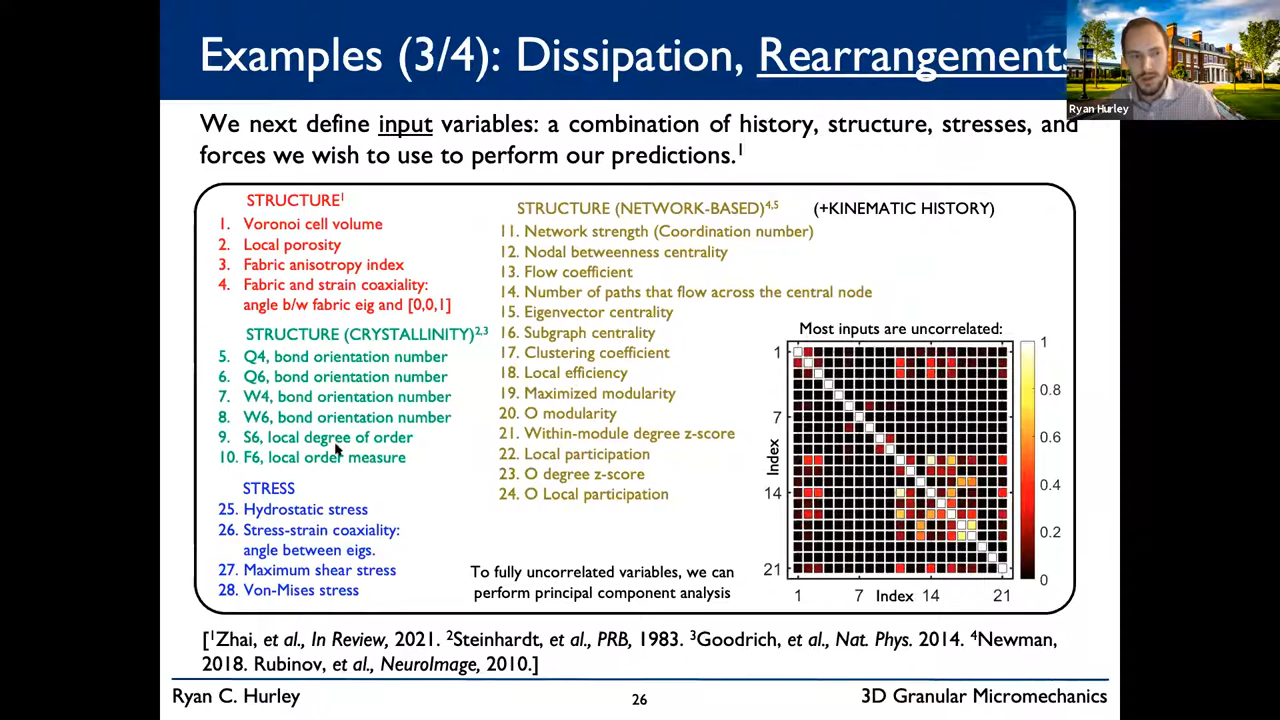 Examples (3/4): Dissipation, Rearrangements
Ryan Hurley
We next define input variables: a combination of history, structure, stresses, and
forces we wish to use to perform our predictions.1
STRUCTURE1
1. Voronoi cell volume
2. Local porosity
3. Fabric anisotropy index
4. Fabric and strain coaxiality:
angle b/w fabric eig and [0,0,1]
STRUCTURE (CRYSTALLINITY)2,3
5. Q4, bond orientation number
6. Q6, bond orientation number
7. W4, bond orientation number
8. W6, bond orientation number
9. S6, local degree of order
10. F6, local order measure
STRESS
25. Hydrostatic stress
26. Stress-strain coaxiality:
angle between eigs.
27. Maximum shear stress
28. Von-Mises stress
STRUCTURE (NETWORK-BASED)4,5
11. Network strength (Coordination number)
12. Nodal betweenness centrality
13. Flow coefficient
14. Number of paths that flow across the central node
15. Eigenvector centrality
16. Subgraph centrality
17. Clustering coefficient
18. Local efficiency
19. Maximized modularity
20. O modularity
21. Within-module degree z-score
22. Local participation
23. O degree z-score
24. O Local participation
To fully uncorrelated variables, we can
perform principal component analysis
(+KINEMATIC HISTORY)
Most inputs are uncorrelated:
1
7
Index
14
21
1 7 Index 14 21
1
0.8
0.6
0.4
0.2
0
[1Zhai, et al., In Review, 2021. 2Steinhardt, et al., PRB, 1983. 3Goodrich, et al., Nat. Phys. 2014. 4Newman,
2018. Rubinov, et al., NeuroImage, 2010.]
Ryan C. Hurley
26
3D Granular Micromechanics